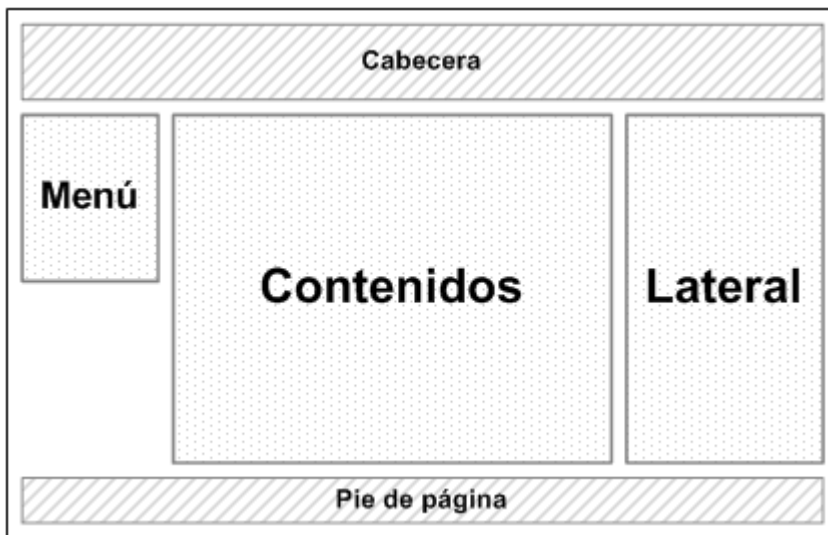 Cabecera
Menú
Contenidos
Lateral
Pie de página